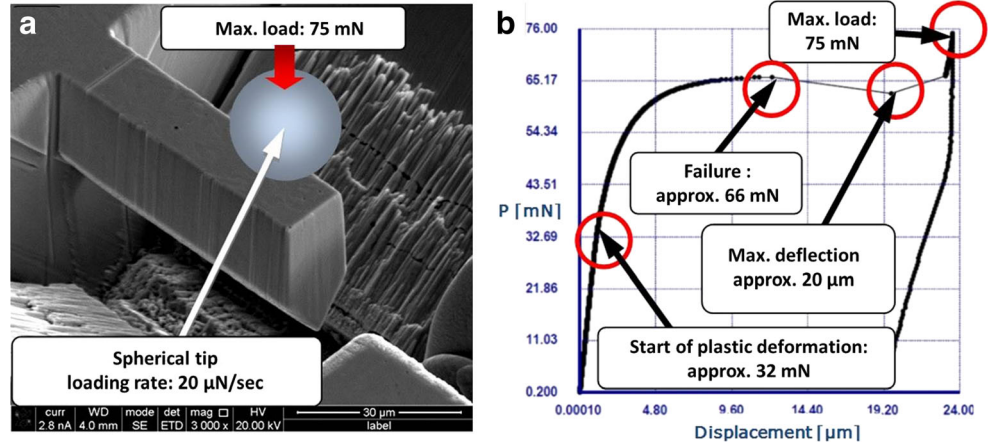 a
Max. load: 75 mN
Spherical tip
loading rate: 20 µN/sec
curr
WD
mode
det
mag □
HV
2.8 nA
4.0 mm
SE
ETD
3 000 x
20.00 kV
30 µm
label
b
76.00
65.17
54.34
43.51
32.69
21.86
11.03
0.200
P [mN]
Max. load:
75 mN
Failure :
approx. 66 mN
Max. deflection
approx. 20 µm
Start of plastic deformation:
approx. 32 mN
0.00010
4.80
9.60
14.40
19.20
24.00
Displacement [µm]